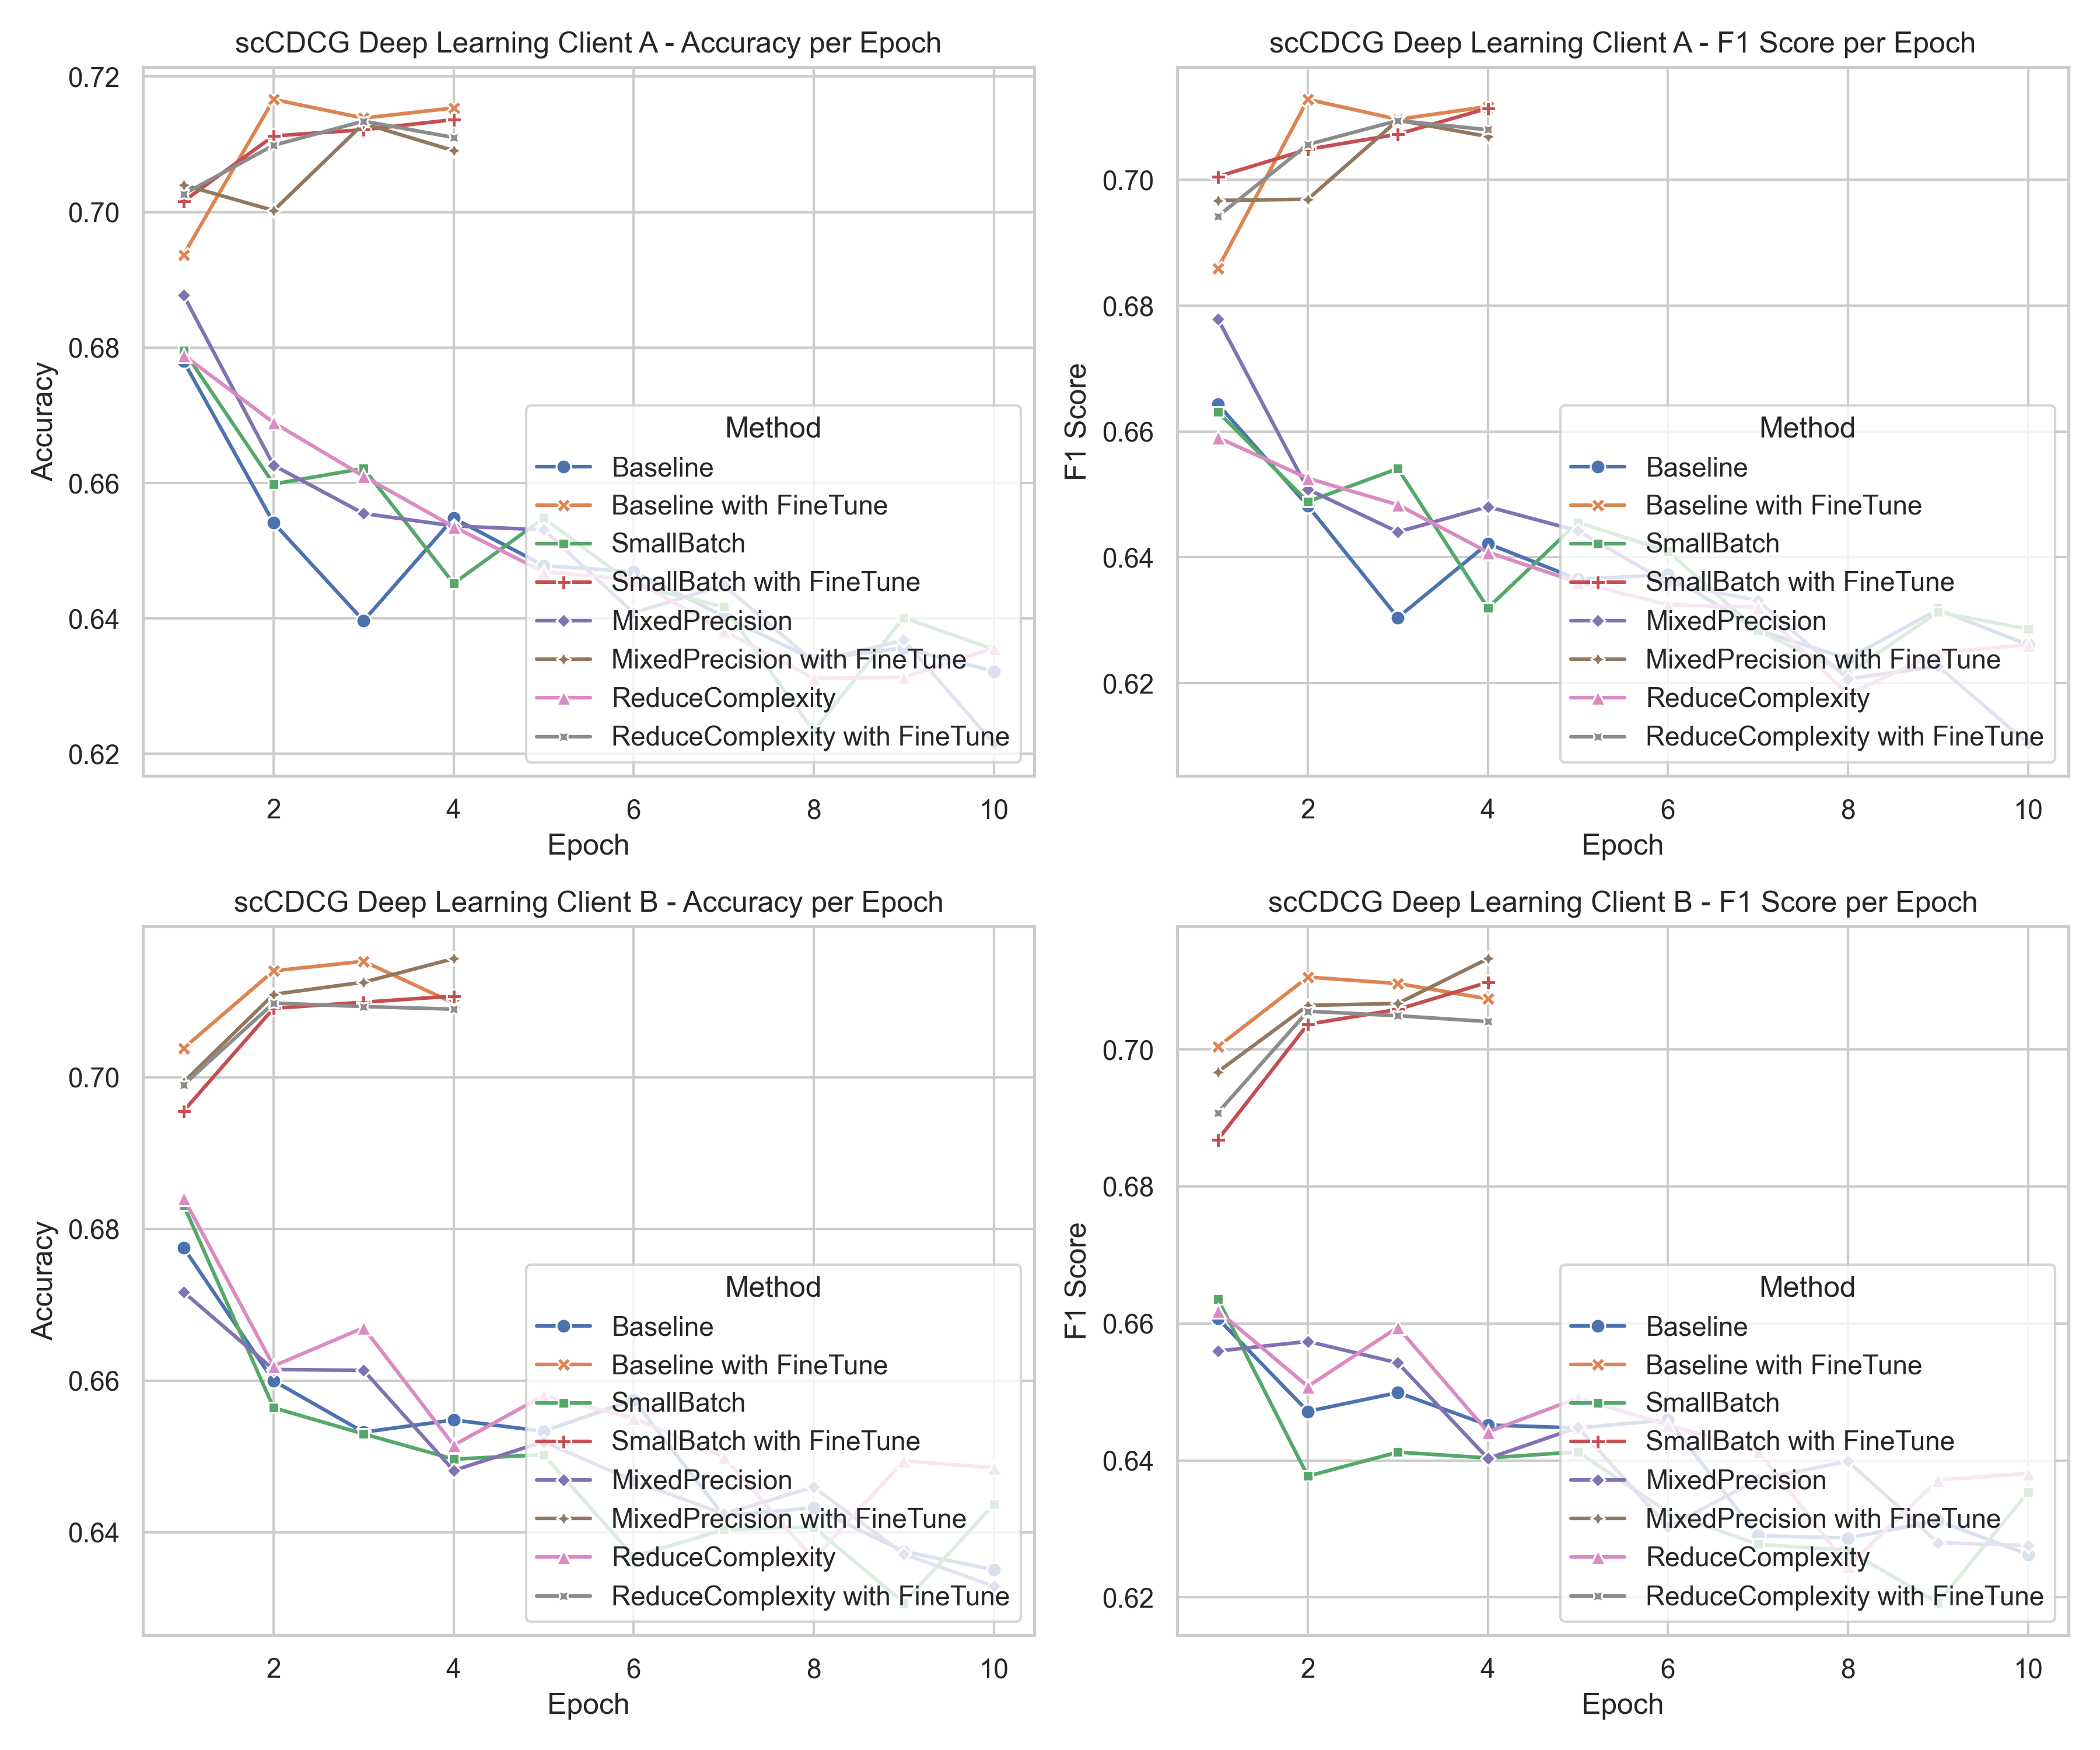 scCDCG Deep Learning Client A - Accuracy per Epoch
0.72
0.70
0.68
0.66
0.64
0.62
Accuracy
2
4
6
8
10
Epoch
Method
Baseline
Baseline with FineTune
SmallBatch
SmallBatch with FineTune
MixedPrecision
MixedPrecision with FineTune
ReduceComplexity
ReduceComplexity with FineTune
scCDCG Deep Learning Client A - F1 Score per Epoch
0.70
0.68
0.66
0.64
0.62
F1 Score
2
4
6
8
10
Epoch
Method
Baseline
Baseline with FineTune
SmallBatch
SmallBatch with FineTune
MixedPrecision
MixedPrecision with FineTune
ReduceComplexity
ReduceComplexity with FineTune
scCDCG Deep Learning Client B - Accuracy per Epoch
0.70
0.68
0.66
0.64
Accuracy
2
4
6
8
10
Epoch
Method
Baseline
Baseline with FineTune
SmallBatch
SmallBatch with FineTune
MixedPrecision
MixedPrecision with FineTune
ReduceComplexity
ReduceComplexity with FineTune
scCDCG Deep Learning Client B - F1 Score per Epoch
0.70
0.68
0.66
0.64
0.62
F1 Score
2
4
6
8
10
Epoch
Method
Baseline
Baseline with FineTune
SmallBatch
SmallBatch with FineTune
MixedPrecision
MixedPrecision with FineTune
ReduceComplexity
ReduceComplexity with FineTune